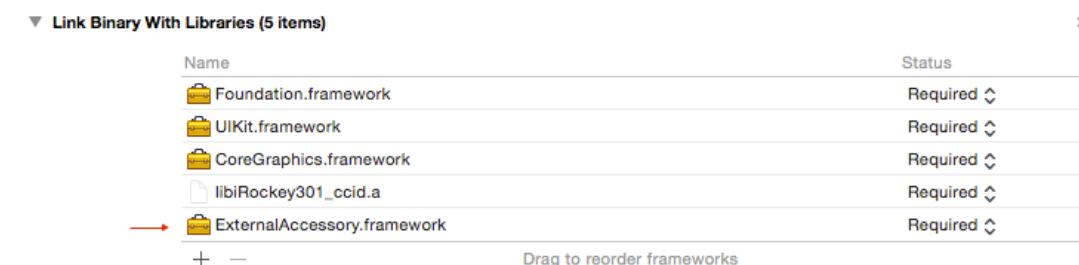 Link Binary With Libraries (5 items)
Name Status
Foundation.framework Required
UIKit.framework Required
CoreGraphics.framework Required
libiRockey301_ccid.a Required
ExternalAccessory.framework Required
+ — Drag to reorder frameworks